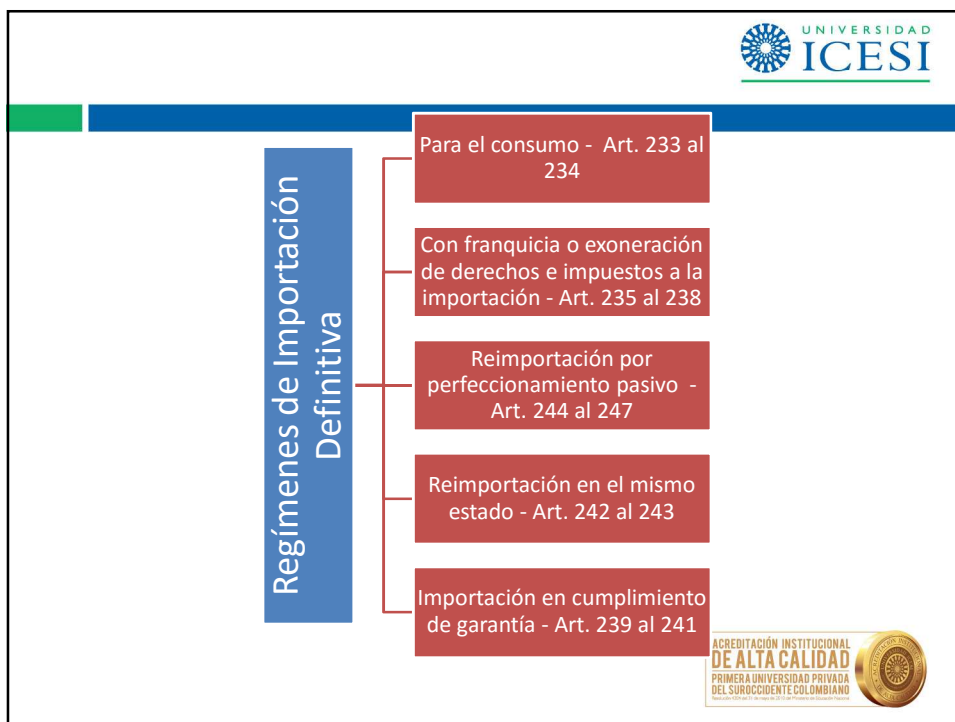 UNIVERSIDAD
ICESI
Regímenes de Importación
Definitiva
Para el consumo - Art. 233 al
234
Con franquicia o exoneración
de derechos e impuestos a la
importación - Art. 235 al 238
Reimportación por
perfeccionamiento pasivo -
Art. 244 al 247
Reimportación en el mismo
estado - Art. 242 al 243
Importación en cumplimiento
de garantía - Art. 239 al 241
ACREDITACIÓN INSTITUCIONAL
DE ALTA CALIDAD
PRIMERA UNIVERSIDAD PRIVADA
DEL SUROCCIDENTE COLOMBIANO